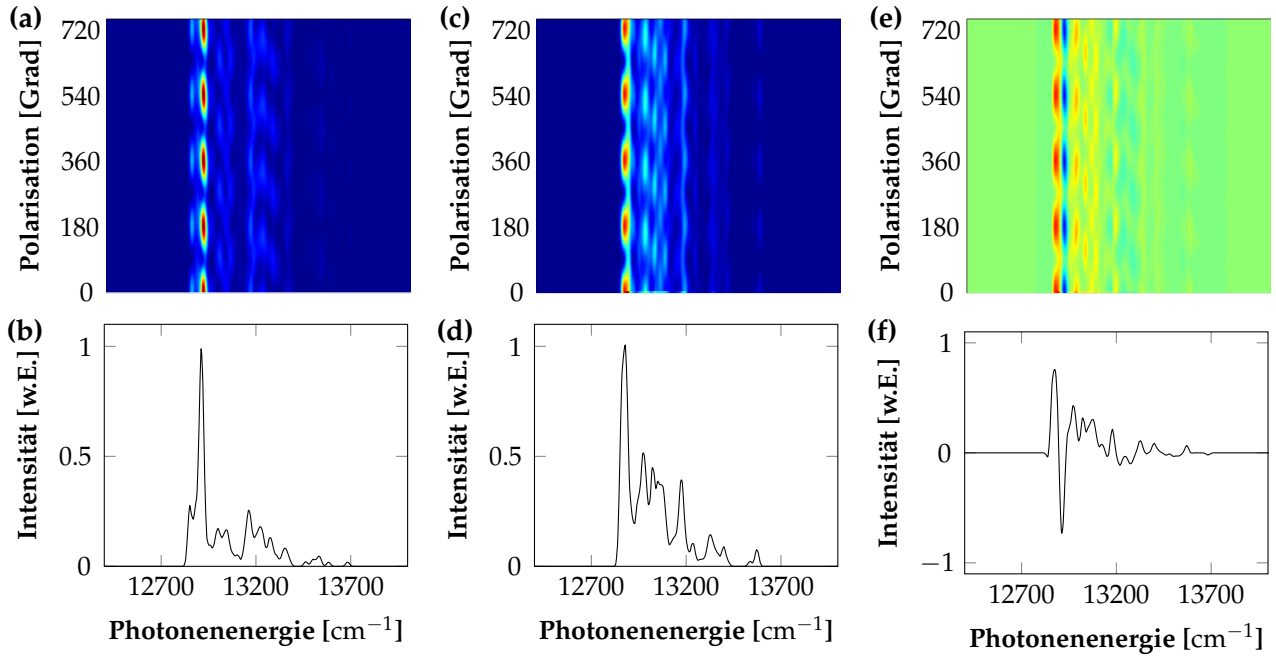 (a)
Polarisation [Grad]
720
540
360
180
0
(c)
Polarisation [Grad]
720
540
360
180
0
(e)
Polarisation [Grad]
720
540
360
180
0
(b)
Intensität [w.E.]
1
0.5
0
12700 13200 13700
Photonenenergie [cm−1]
(d)
Intensität [w.E.]
1
0.5
0
12700 13200 13700
Photonenenergie [cm−1]
(f)
Intensität [w.E.]
1
0
−1
12700 13200 13700
Photonenenergie [cm−1]